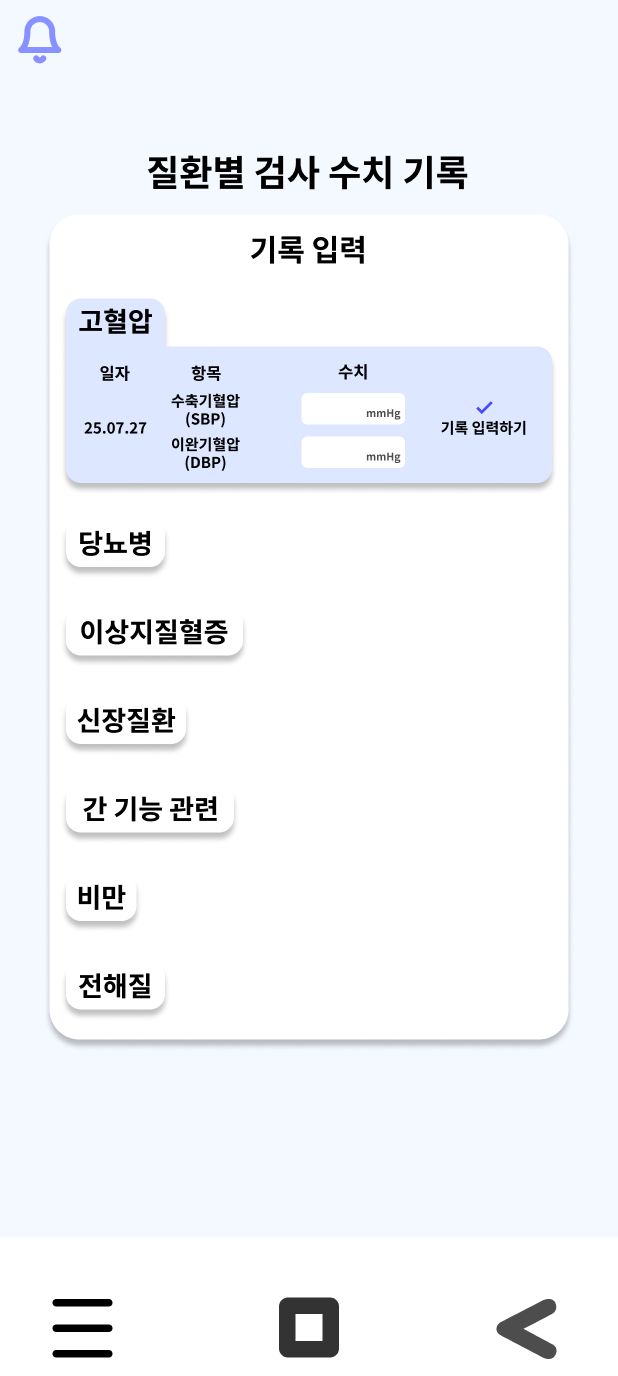 질환별 검사 수치 기록
기록 입력
고혈압
일자 항목 수치
수축기혈압
(SBP)
mmHg
25.07.27
기록 입력하기
이완기혈압
(DBP)
mmHg
당뇨병
이상지질혈증
신장질환
간 기능 관련
비만
전해질